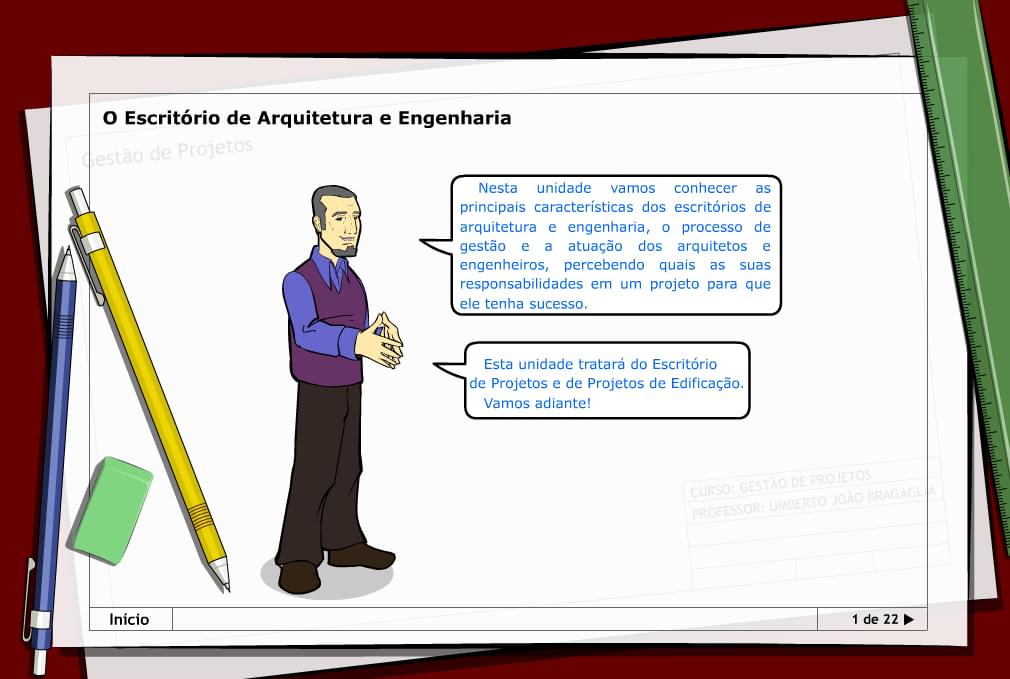 O Escritório de Arquitetura e Engenharia
Gestão de Projetos
Nesta unidade vamos conhecer as
principais características dos escritórios de
arquitetura e engenharia, o processo de
gestão e a atuação dos arquitetos e
engenheiros, percebendo quais as suas
responsabilidades em um projeto para que
ele tenha sucesso.
Esta unidade tratará do Escritório
de Projetos e de Projetos de Edificação.
Vamos adiante!
CURSO: GESTÃO DE PROJETOS
PROFESSOR: UMBERTO JOÃO BRAGAGLIA
Início
1 de 22